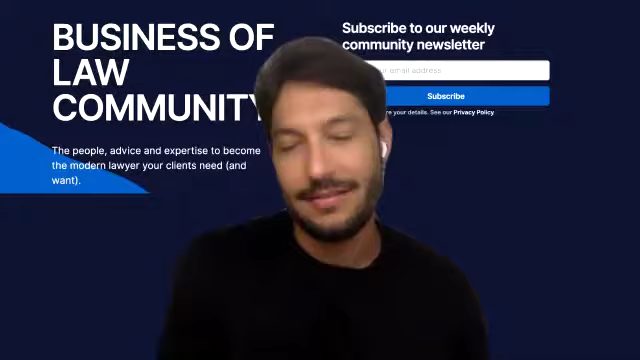 BUSINESS OF
LAW
COMMUNITY
The people, advice and expertise to become
the modern lawyer your clients need (and
want).
Subscribe to our weekly
community newsletter
email address
Subscribe
your details. See our Privacy Policy